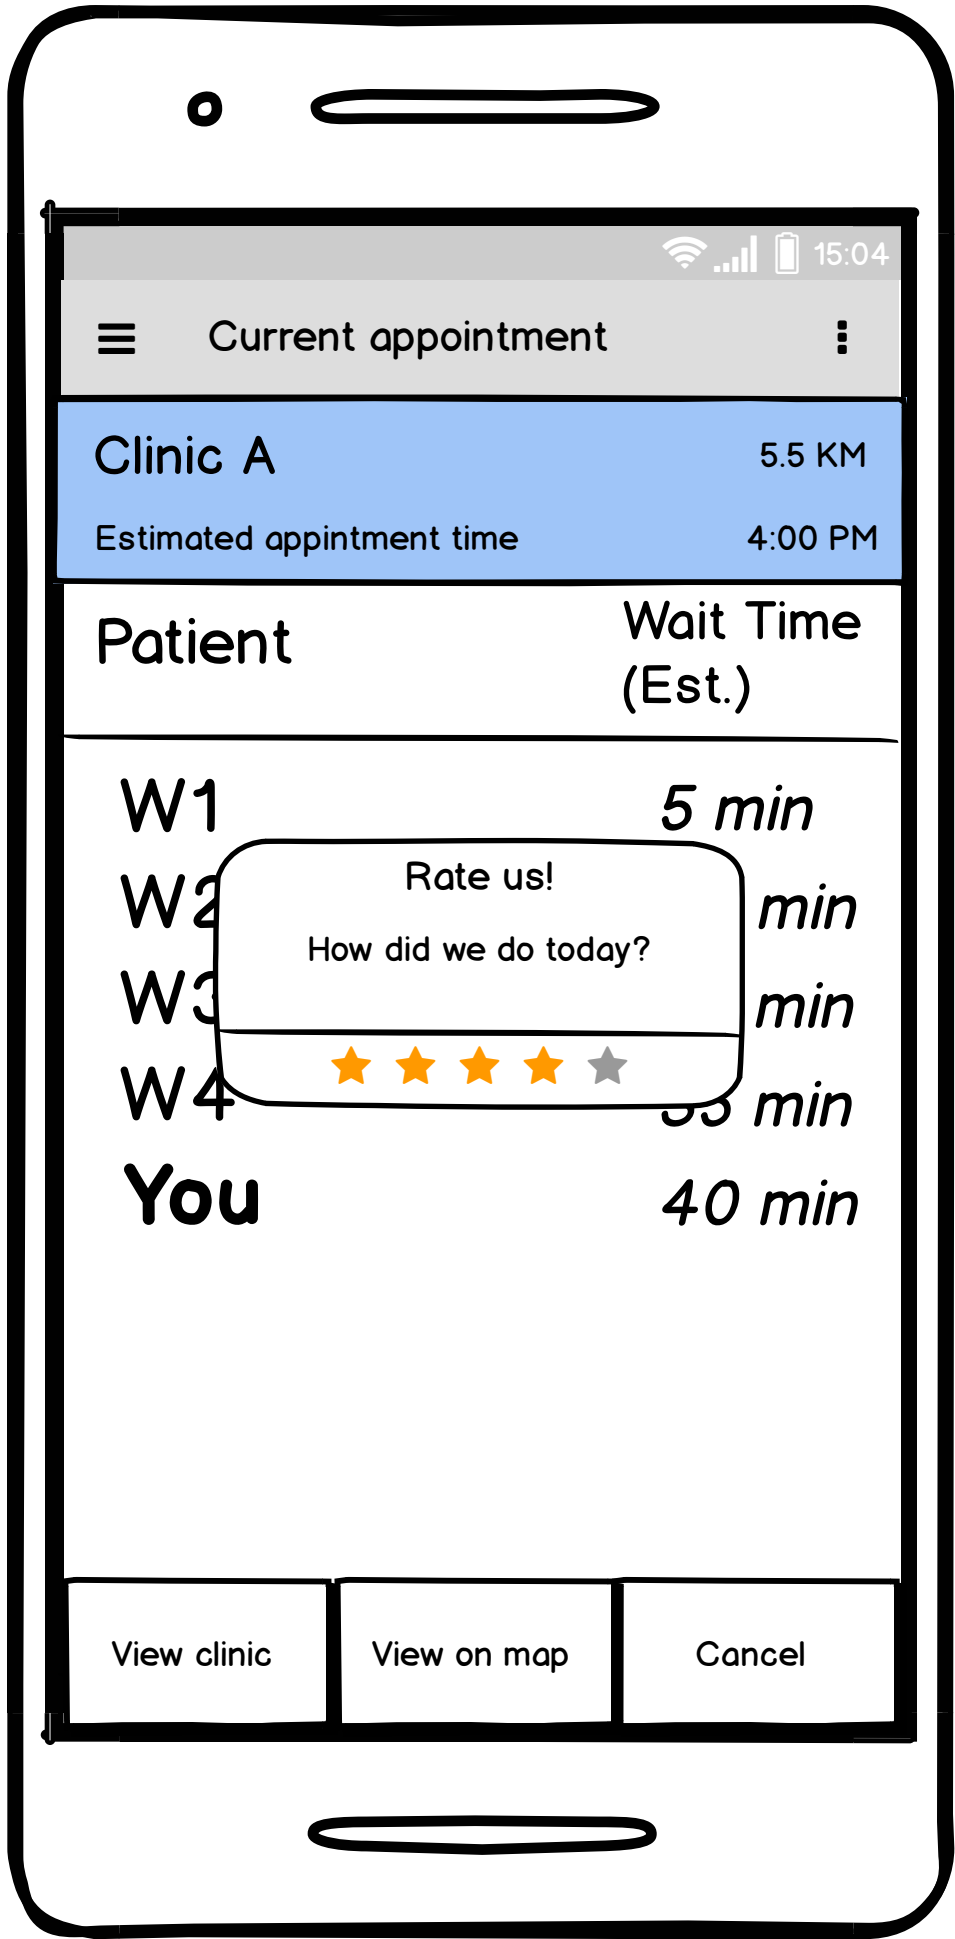 15:04
Current appointment
Clinic A 5.5 KM
Estimated appintment time 4:00 PM
Patient Wait Time
(Est.)
W1 5 min
Rate us!
W2 min
How did we do today?
W3 min
W4 min
You 40 min
View clinic View on map Cancel